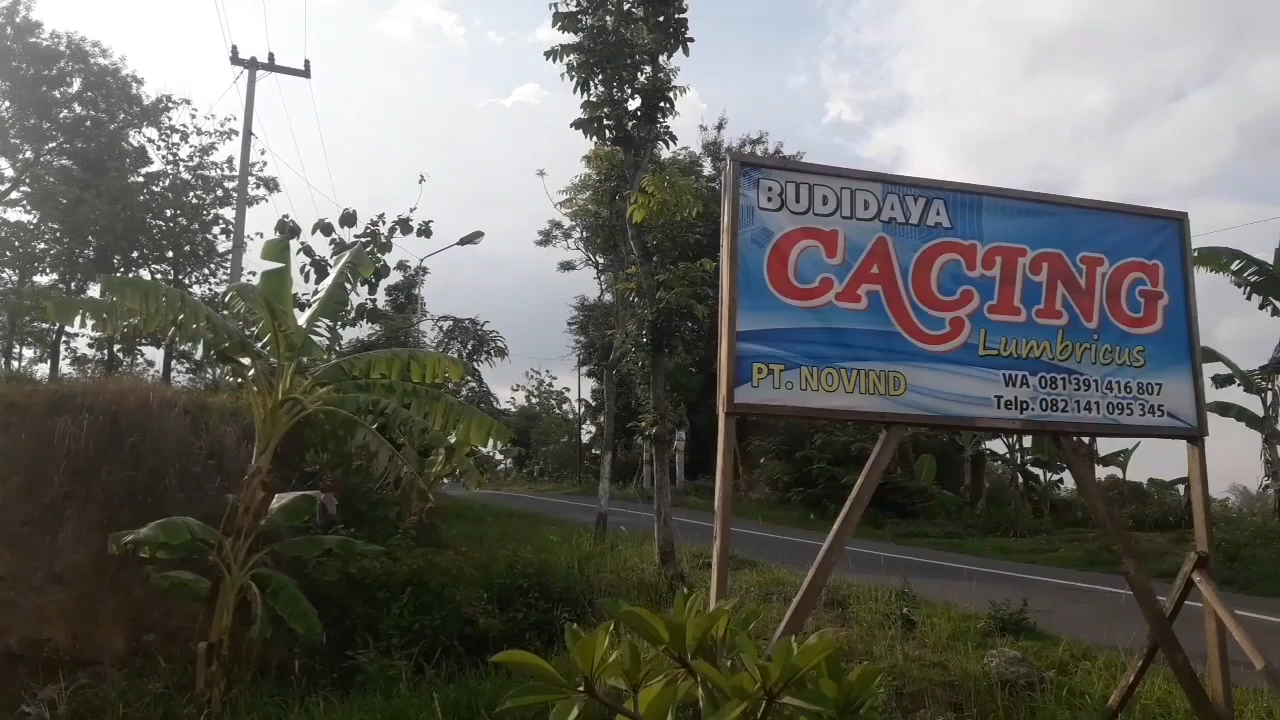 BUDIDAYA
CACING
Lumbricus
PT. NOVIND
WA 081 391 416 807
Telp. 082 141 095 345